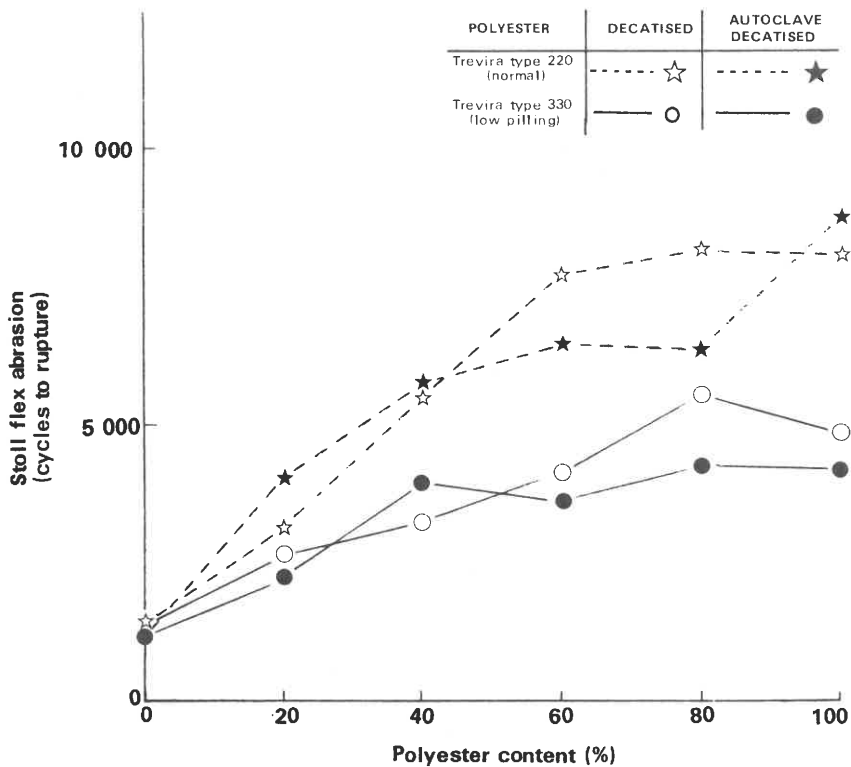 POLYESTER DECATISED AUTOCLAVE DECATISED
Trevira type 220 (normal)
Trevira type 330 (low pilling)
10 000
5 000
0
Stoll flex abrasion
(cycles to rupture)
0 20 40 60 80 100
Polyester content (%)